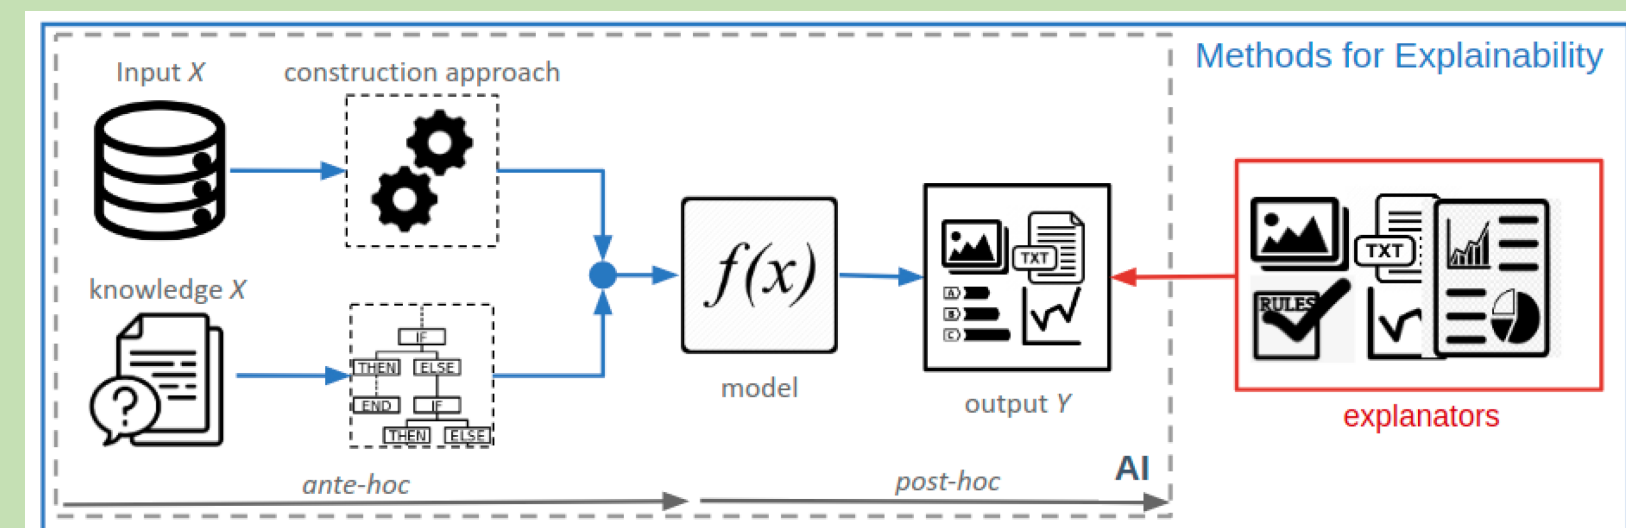 Methods for Explainability
Input X
construction approach
knowledge X
IF
THEN
ELSE
END
IF
THEN
ELSE
f(x)
model
TXT
A
B
C
output Y
TXT
RULES
explanators
ante-hoc
post-hoc
AI